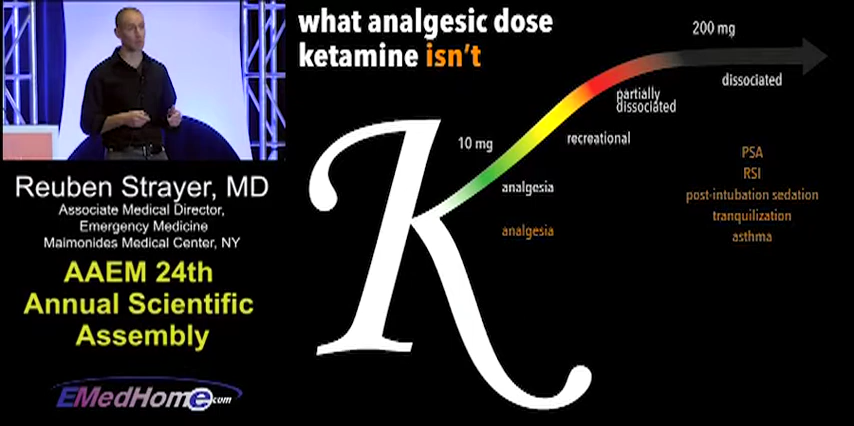 what analgesic dose
ketamine isn't
Reuben Strayer, MD
Associate Medical Director,
Emergency Medicine
Maimonides Medical Center, NY
AAEM 24th
Annual Scientific
Assembly
EMedHome.com
K
10 mg
200 mg
analgesia
recreational
partially
dissociated
dissociated
analgesia
PSA
RSI
post-intubation sedation
tranquilization
asthma